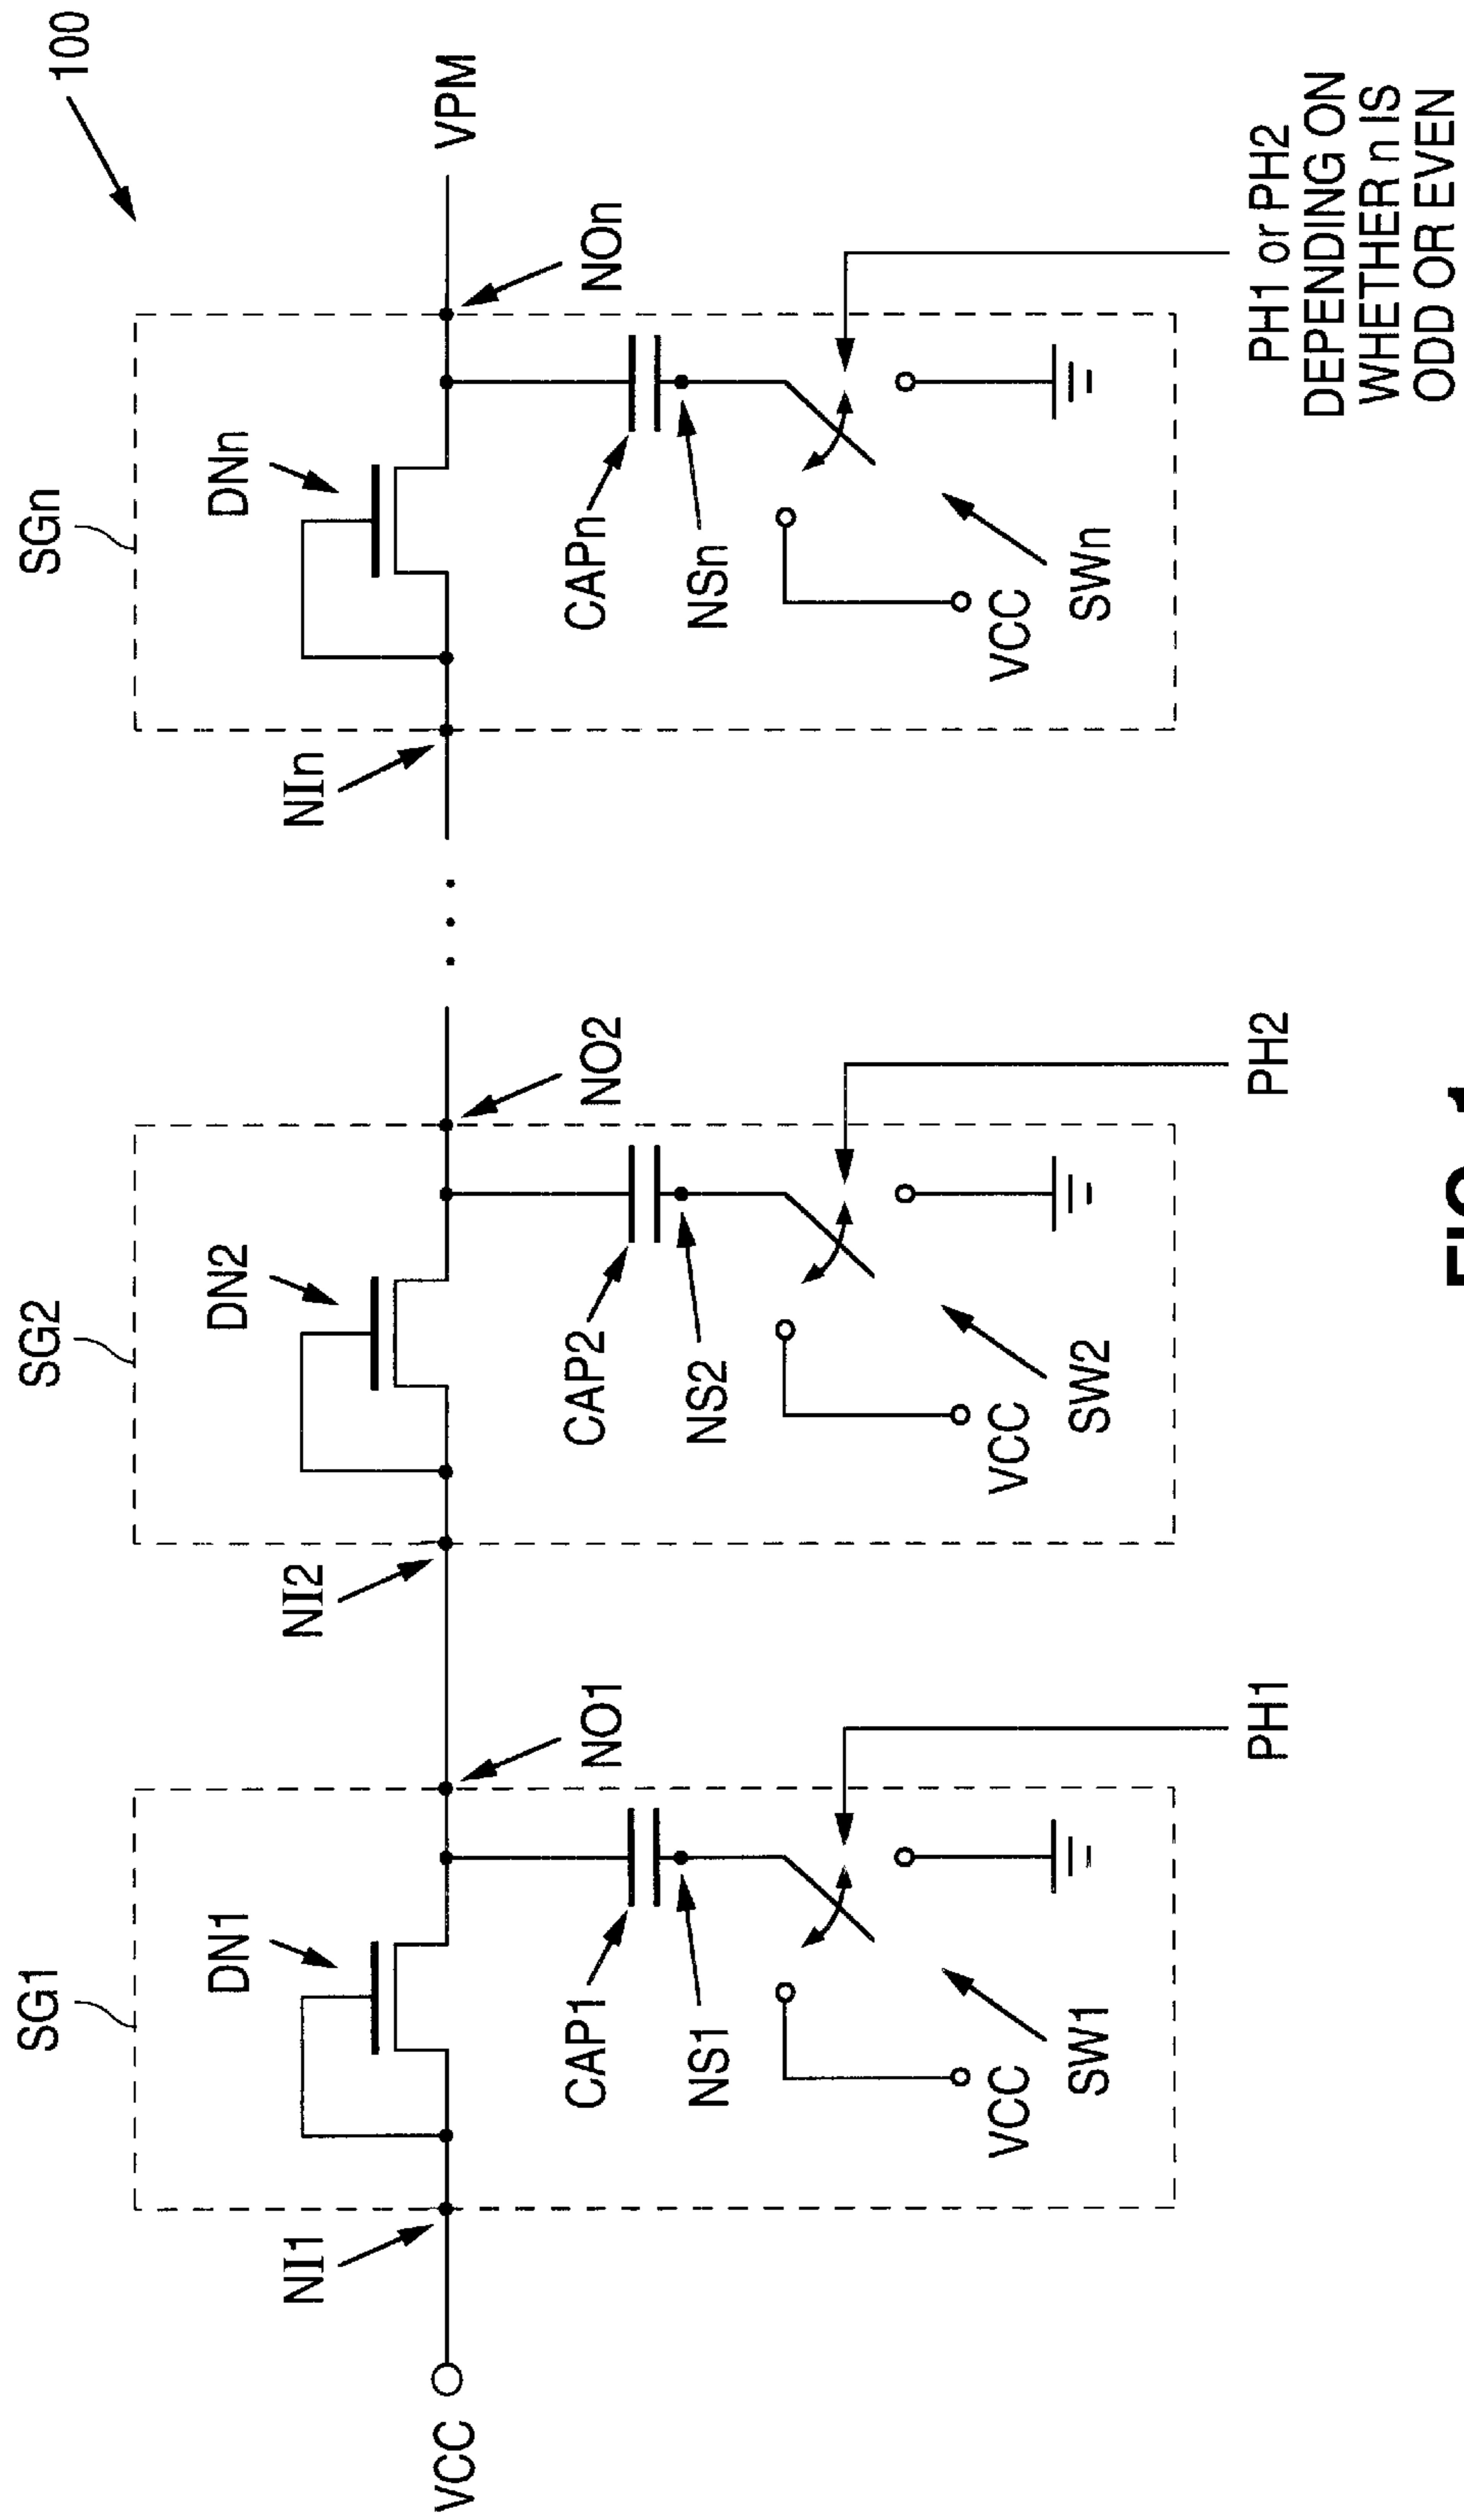 100
SG1
SG2
SGn
DN1
DN2
DNn
NI1
NI2
NIn
VCC
VPM
NO1
NO2
NOn
CAP1
CAP2
CAPn
NS1
NS2
NSn
VCC
VCC
VCC
SW1
SW2
SWn
PH1
PH2
PH1 or PH2
DEPENDING ON
WHETHER n IS
ODD OR EVEN